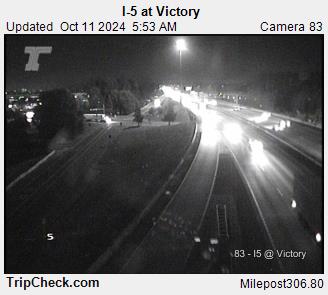 I-5 at Victory
Updated Oct 11 2024 5:53 AM Camera 83
T
S
83 - I5 @ Victory
TripCheck.com Milepost306.80